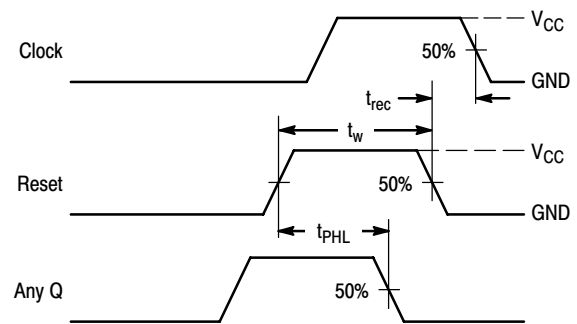 V_CC
Clock
50%
GND
t_rec
t_w
V_CC
Reset
50%
GND
t_PHL
Any Q
50%